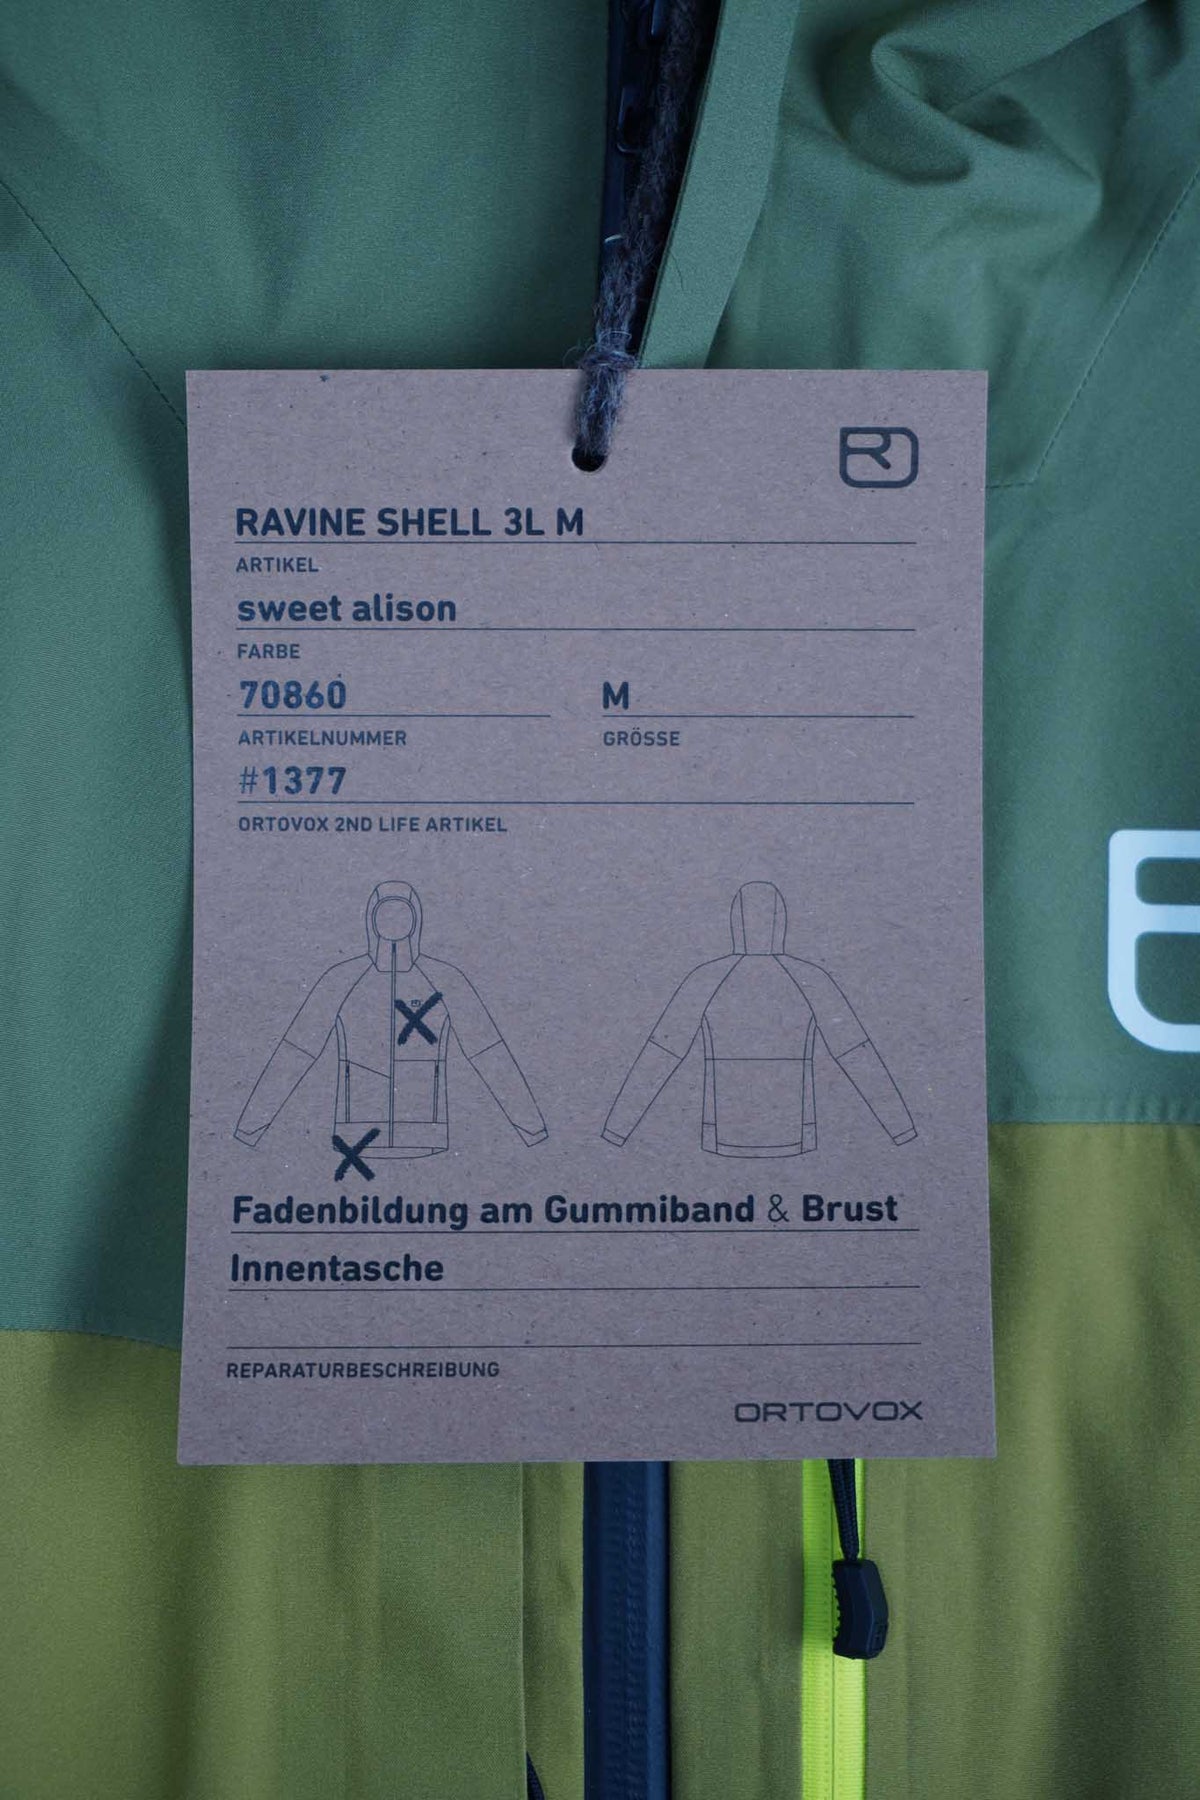 RAVINE SHELL 3L M
ARTIKEL
sweet alison
FARBE
70860 M
ARTIKELNUMMER GRÖSSE
#1377
ORTOVOX 2ND LIFE ARTIKEL
Fadenbildung am Gummiband & Brust
Innentasche
REPARATURBESCHREIBUNG
ORTOVOX